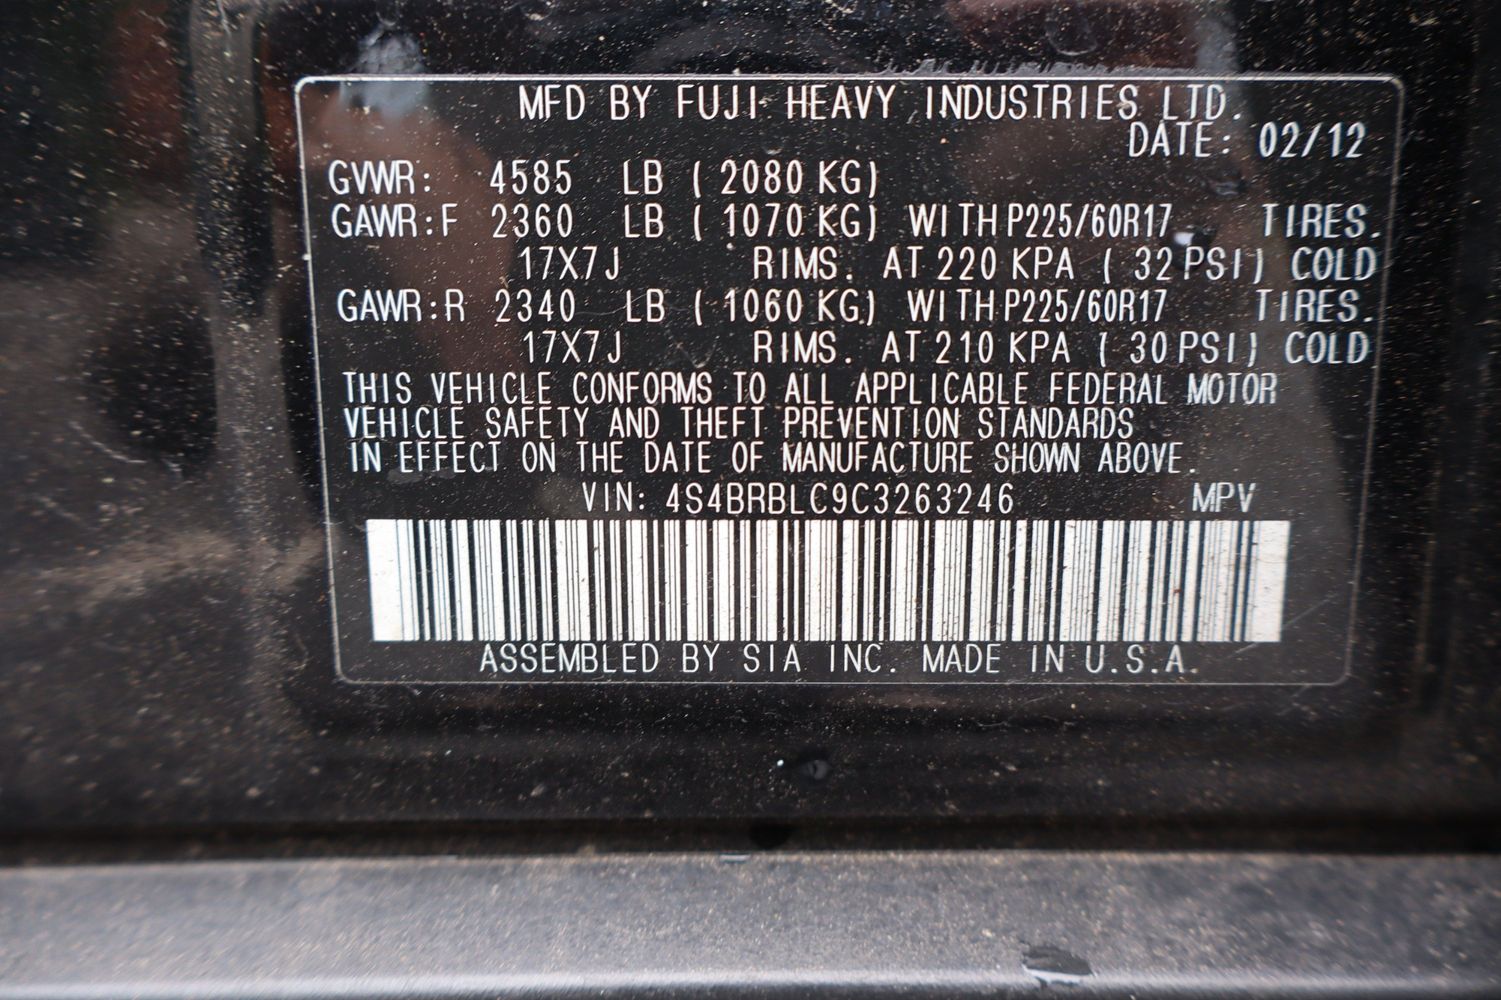 MFD BY FUJI HEAVY INDUSTRIES LTD.
DATE: 02/12
GVWR: 4585 LB (2080 KG)
GAWR:F 2360 LB (1070 KG) WITH P225/60R17 TIRES.
17X7J RIMS. AT 220 KPA (32 PSI) COLD
GAWR:R 2340 LB (1060 KG) WITH P225/60R17 TIRES.
17X7J RIMS. AT 210 KPA (30 PSI) COLD
THIS VEHICLE CONFORMS TO ALL APPLICABLE FEDERAL MOTOR
VEHICLE SAFETY AND THEFT PREVENTION STANDARDS
IN EFFECT ON THE DATE OF MANUFACTURE SHOWN ABOVE.
VIN: 4S4BRBLC9C3263246 MPV
ASSEMBLED BY SIA INC. MADE IN U.S.A.